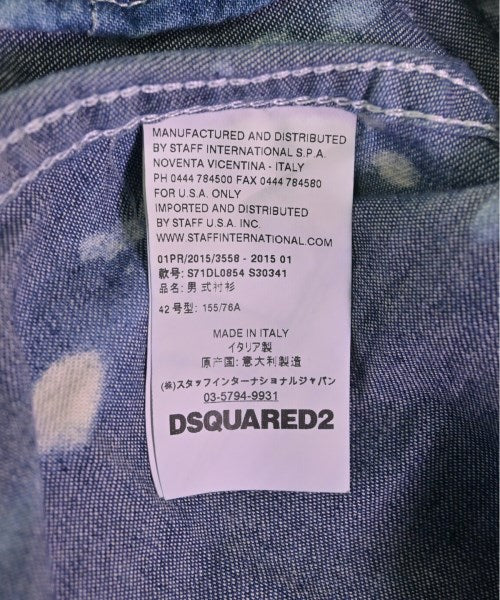 MANUFACTURED AND DISTRIBUTED
BY STAFF INTERNATIONAL S.P.A.
NOVENTA VICENTINA - ITALY
PH 0444 784500 FAX 0444 784580
FOR U.S.A. ONLY
IMPORTED AND DISTRIBUTED
BY STAFF U.S.A. INC.
WWW.STAFFINTERNATIONAL.COM
01PR/2015/3558 - 2015 01
款号: S71DL0854 S30341
品名: 男式衬衫
42 号型: 155/76A
MADE IN ITALY
イタリア製
原产国: 意大利製造
(株)スタッフインターナショナルジャパン
03-5794-9931
DSQUARED2